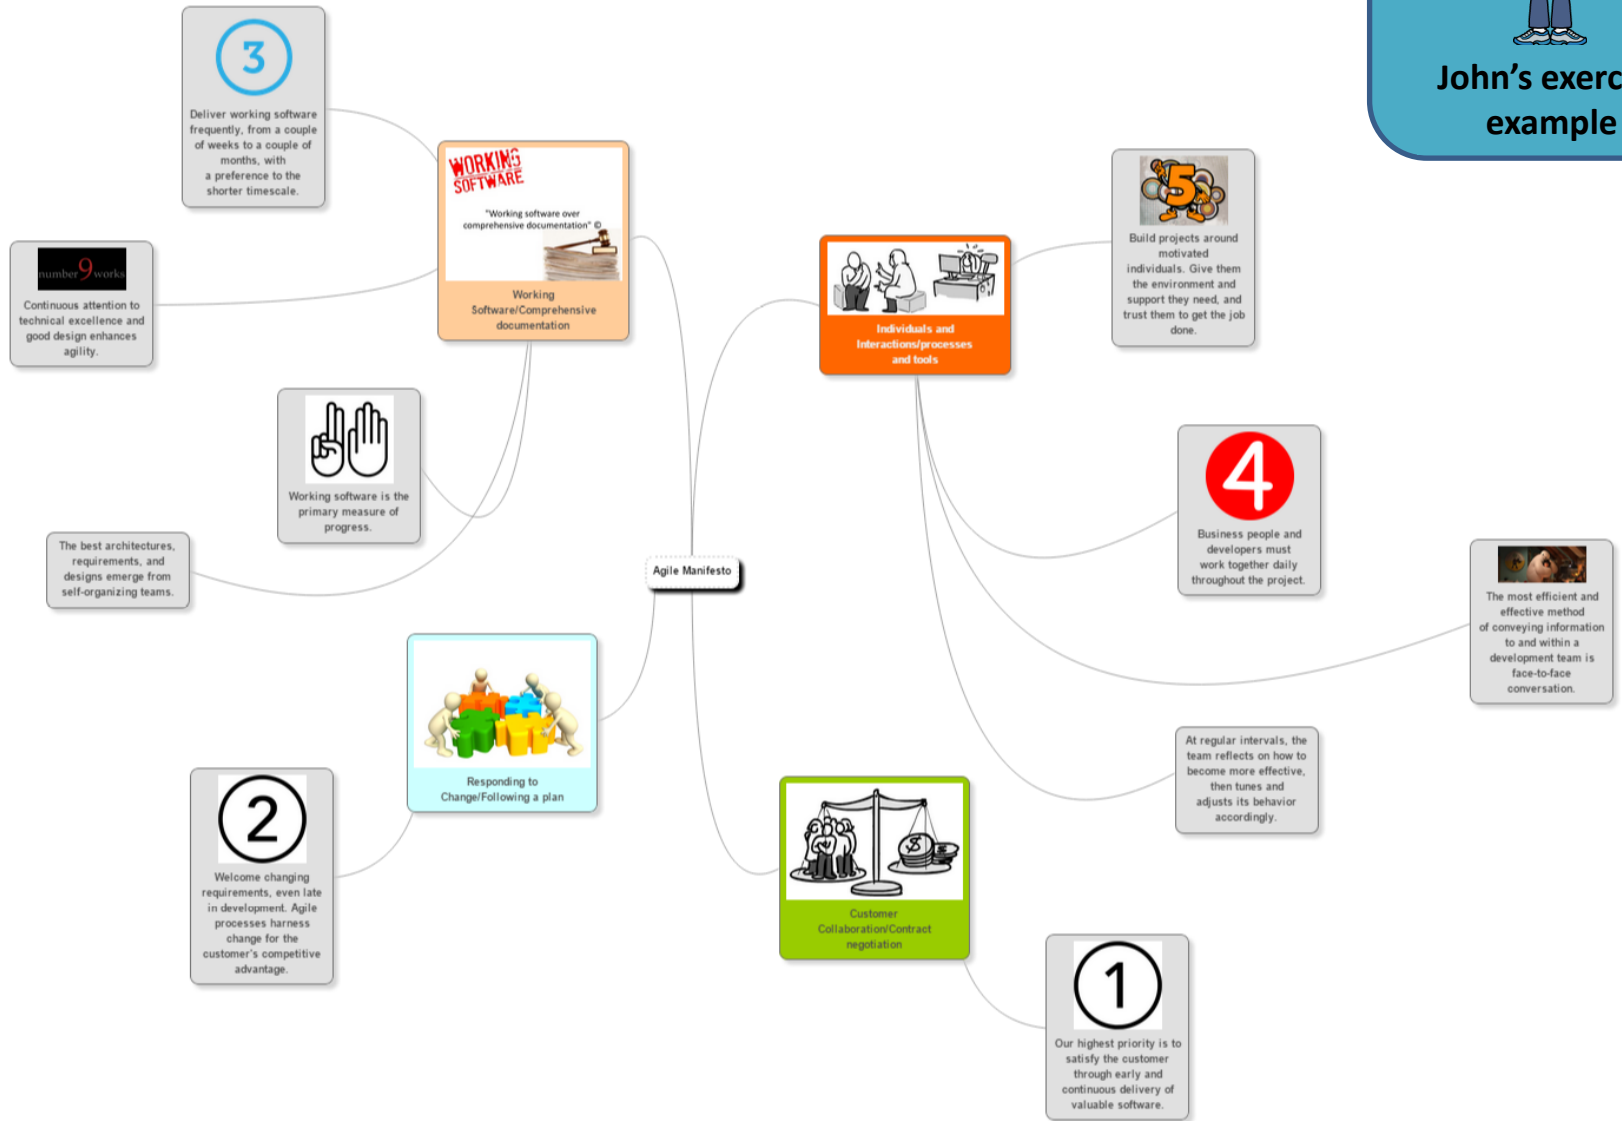 John's exerc
example
3
Deliver working software
frequently, from a couple
of weeks to a couple of
months, with
a preference to the
shorter timescale.
WORKING
SOFTWARE
"Working software over
comprehensive documentation" ©
Working
Software/Comprehensive
documentation
number 9 works
Continuous attention to
technical excellence and
good design enhances
agility.
Working software is the
primary measure of
progress.
The best architectures,
requirements, and
designs emerge from
self-organizing teams.
Individuals and
Interactions/processes
and tools
5
Build projects around
motivated
individuals. Give them
the environment and
support they need, and
trust them to get the job
done.
4
Business people and
developers must
work together daily
throughout the project.
The most efficient and
effective method
of conveying information
to and within a
development team is
face-to-face
conversation.
At regular intervals, the
team reflects on how to
become more effective,
then tunes and
adjusts its behavior
accordingly.
Agile Manifesto
Responding to
Change/Following a plan
2
Welcome changing
requirements, even late
in development. Agile
processes harness
change for the
customer's competitive
advantage.
$
$
Customer
Collaboration/Contract
negotiation
1
Our highest priority is to
satisfy the customer
through early and
continuous delivery of
valuable software.